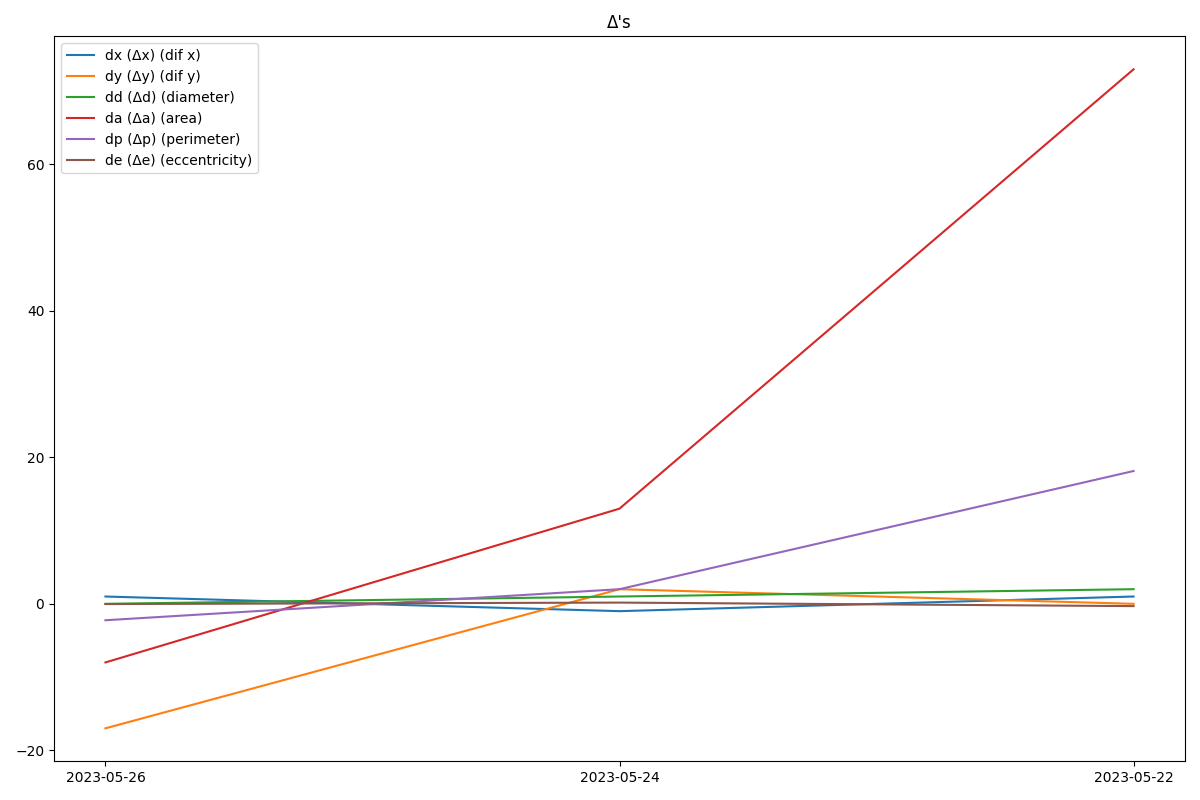 Δ's
dx (Δx) (dif x)
dy (Δy) (dif y)
dd (Δd) (diameter)
da (Δa) (area)
dp (Δp) (perimeter)
de (Δe) (eccentricity)
60
40
20
0
−20
2023-05-26
2023-05-24
2023-05-22